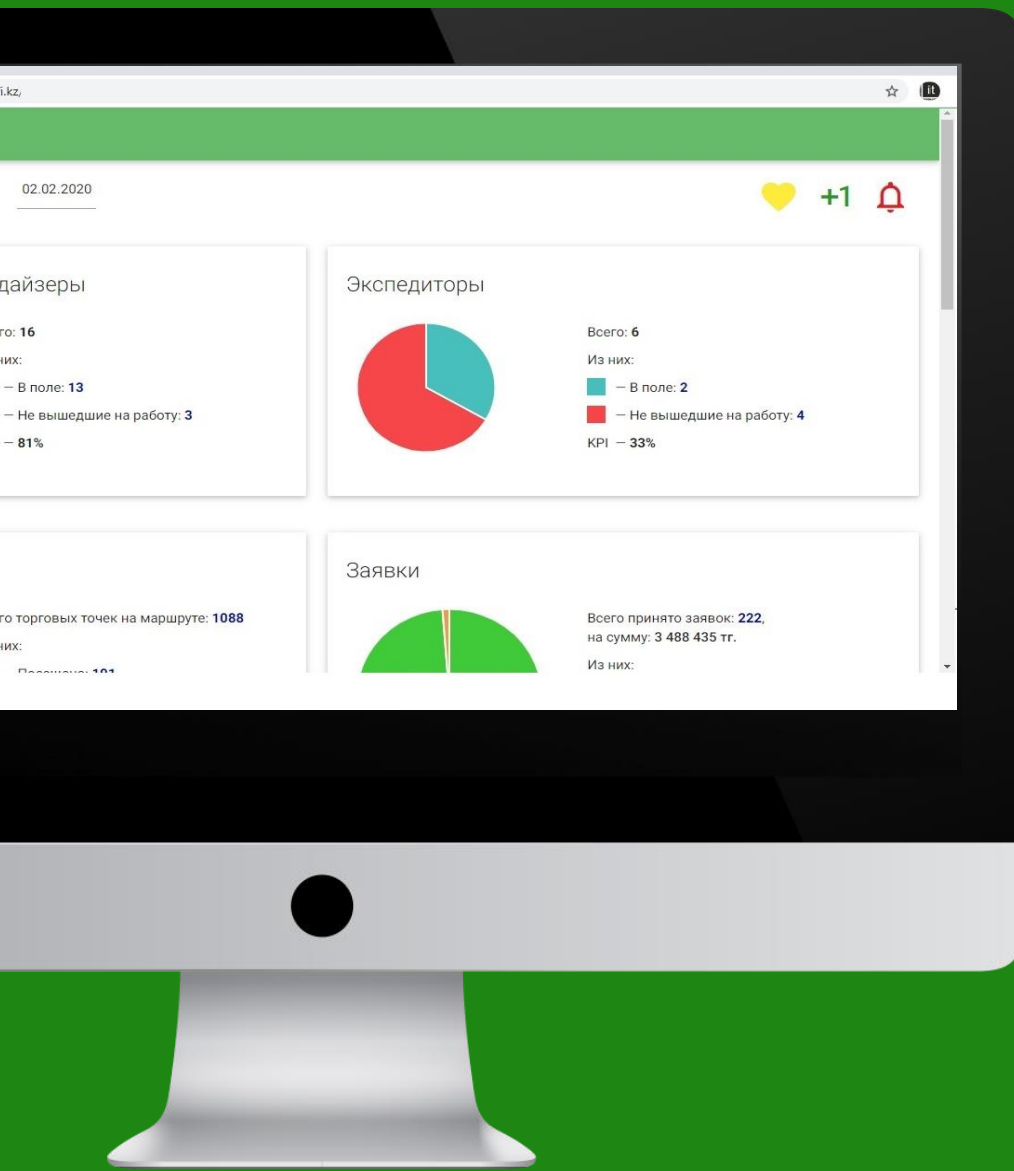 i.kz,
it
02.02.2020
+1
дайзеры
го: 16
них:
– В поле: 13
– Не вышедшие на работу: 3
– 81%
Экспедиторы
Всего: 6
Из них:
– В поле: 2
– Не вышедшие на работу: 4
KPI – 33%
го торговых точек на маршруте: 1088
них:
Заявки
Всего принято заявок: 222,
на сумму: 3 488 435 тг.
Из них: